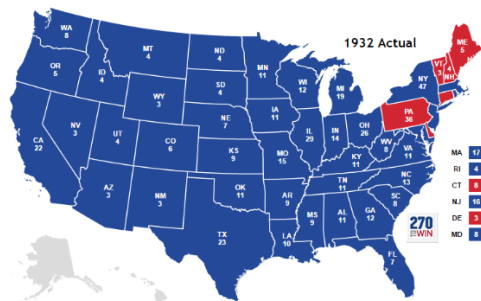 1932 Actual
WA
8
OR
5
CA
22
NV
3
ID
4
MT
4
WY
3
UT
4
AZ
3
CO
6
NM
3
ND
4
SD
4
NE
7
KS
9
OK
11
TX
23
MN
11
IA
11
MO
15
AR
9
LA
10
WI
12
IL
29
MI
19
IN
14
OH
26
KY
11
TN
11
MS
9
AL
11
GA
12
FL
7
SC
8
NC
13
VA
11
WV
8
PA
36
NY
47
VT
3
NH
4
ME
5
MA 17
RI 4
CT 8
NJ 16
DE 3
MD 8
270
TO
WIN